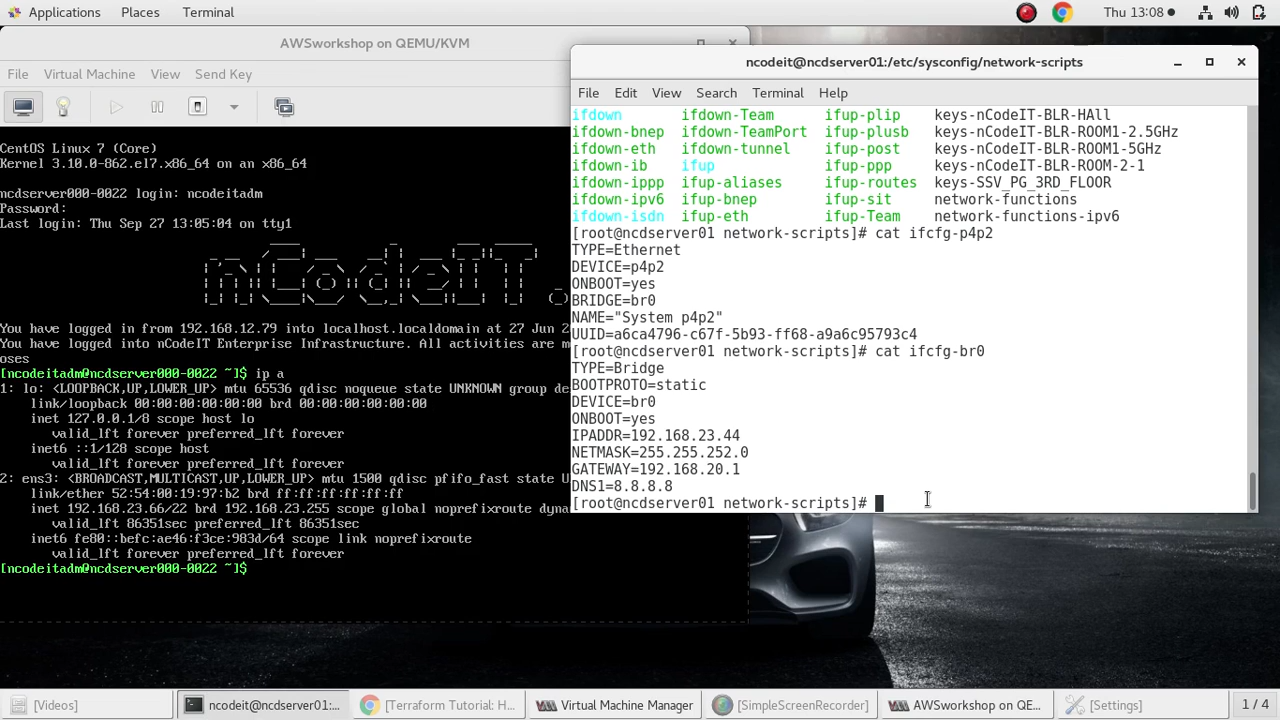 Applications Places Terminal Thu 13:08
AWSworkshop on QEMU/KVM
File Virtual Machine View Send Key
CentOS Linux 7 (Core)
Kernel 3.10.0-862.el7.x86_64 on an x86_64
ncdserver000-0022 login: ncodeitadm
Password:
Last login: Thu Sep 27 13:05:04 on tty1
nCodeIT.
You have logged in from 192.168.12.79 into localhost.localdomain at 27 Jun 2
You have logged into nCodeIT Enterprise Infrastructure. All activities are m
oses
[ncodeitadm@ncdserver000-0022 ~]$ ip a
1: lo: <LOOPBACK,UP,LOWER_UP> mtu 65536 qdisc noqueue state UNKNOWN group de
link/loopback 00:00:00:00:00:00 brd 00:00:00:00:00:00
inet 127.0.0.1/8 scope host lo
valid_lft forever preferred_lft forever
inet6 ::1/128 scope host
valid_lft forever preferred_lft forever
2: ens3: <BROADCAST,MULTICAST,UP,LOWER_UP> mtu 1500 qdisc pfifo_fast state U
link/ether 52:54:00:19:97:b2 brd ff:ff:ff:ff:ff:ff
inet 192.168.23.66/22 brd 192.168.23.255 scope global noprefixroute dyna
valid_lft 86351sec preferred_lft 86351sec
inet6 fe80::befc:ae46:f3ce:983d/64 scope link noprefixroute
valid_lft forever preferred_lft forever
[ncodeitadm@ncdserver000-0022 ~]$
ncodeit@ncdserver01:/etc/sysconfig/network-scripts
File Edit View Search Terminal Help
ifdown ifdown-Team ifup-plip keys-nCodeIT-BLR-HAll
ifdown-bnep ifdown-TeamPort ifup-plusb keys-nCodeIT-BLR-ROOM1-2.5GHz
ifdown-eth ifdown-tunnel ifup-post keys-nCodeIT-BLR-ROOM1-5GHz
ifdown-ib ifup ifup-ppp keys-nCodeIT-BLR-ROOM-2-1
ifdown-ippp ifup-aliases ifup-routes keys-SSV_PG_3RD_FLOOR
ifdown-ipv6 ifup-bnep ifup-sit network-functions
ifdown-isdn ifup-eth ifup-Team network-functions-ipv6
[root@ncdserver01 network-scripts]# cat ifcfg-p4p2
TYPE=Ethernet
DEVICE=p4p2
ONBOOT=yes
BRIDGE=br0
NAME="System p4p2"
UUID=a6ca4796-c67f-5b93-ff68-a9a6c95793c4
[root@ncdserver01 network-scripts]# cat ifcfg-br0
TYPE=Bridge
BOOTPROTO=static
DEVICE=br0
ONBOOT=yes
IPADDR=192.168.23.44
NETMASK=255.255.252.0
GATEWAY=192.168.20.1
DNS1=8.8.8.8
[root@ncdserver01 network-scripts]#
[Videos] ncodeit@ncdserver01:... [Terraform Tutorial: H... Virtual Machine Manager [SimpleScreenRecorder] AWSworkshop on QE... [Settings] 1 / 4